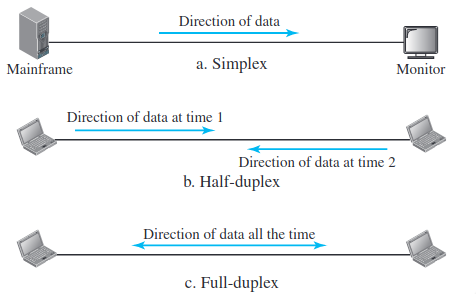 Direction of data
Mainframe
a. Simplex
Monitor
Direction of data at time 1
Direction of data at time 2
b. Half-duplex
Direction of data all the time
c. Full-duplex